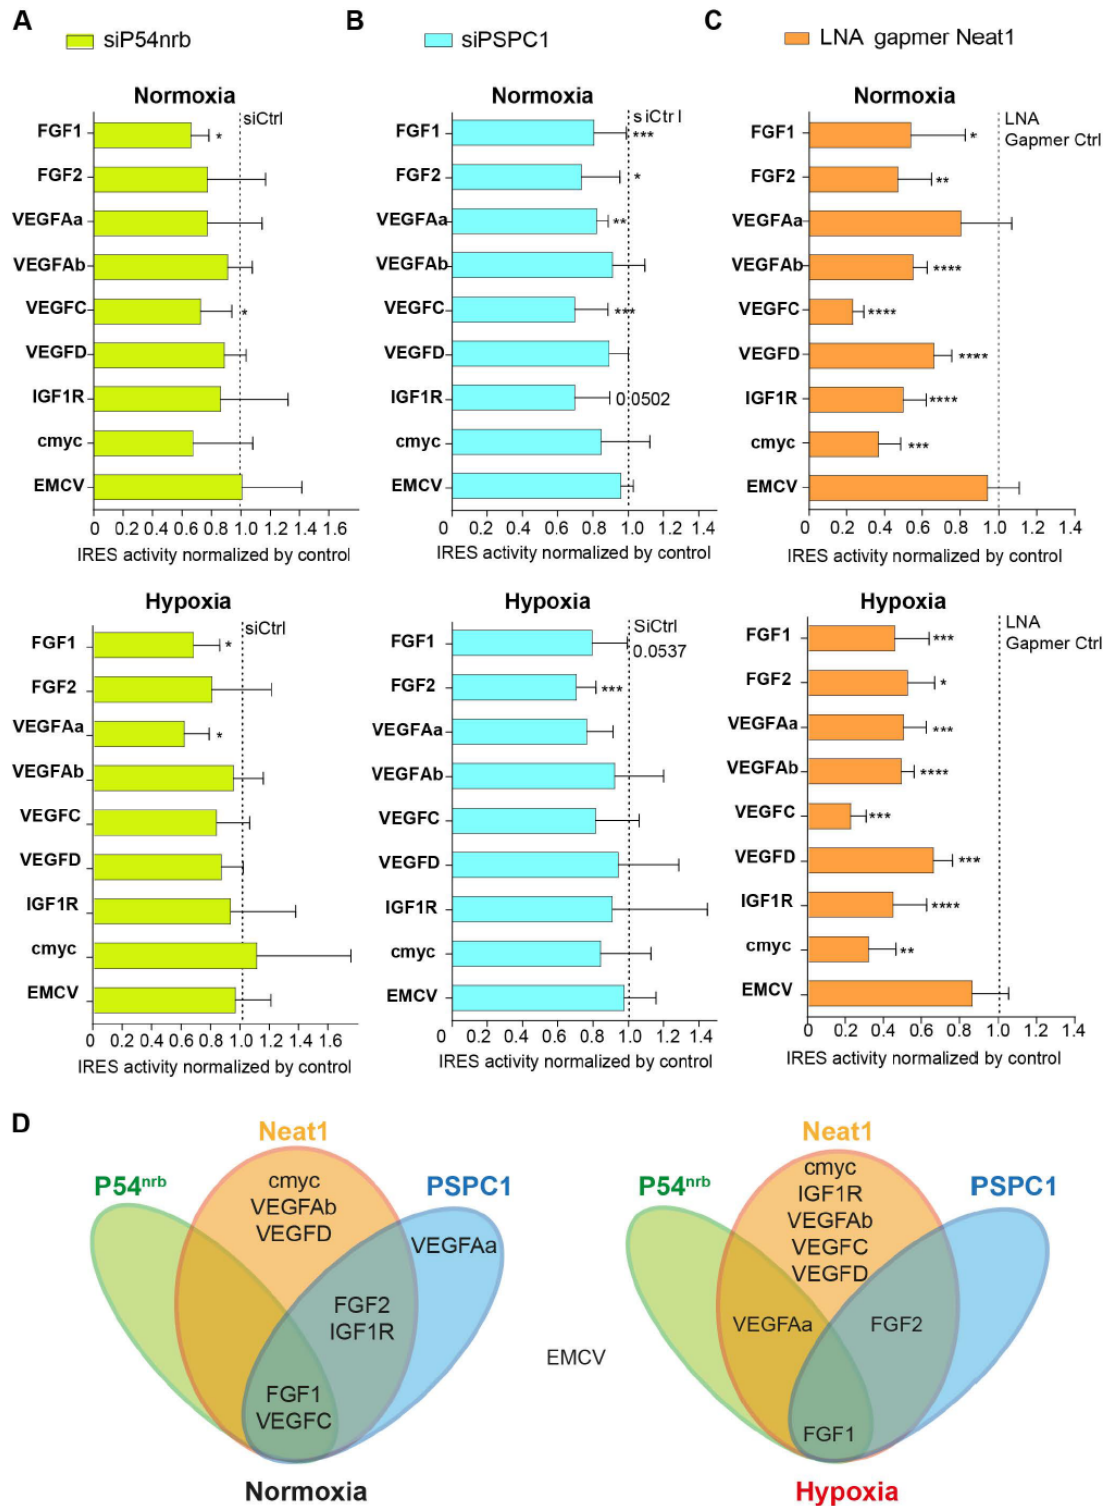 A
siP54nrb
B
siPSPC1
C
LNA gapmer Neat1
Normoxia
siCtrl
FGF1
*
FGF2
VEGFAa
VEGFAb
VEGFC
*
VEGFD
IGF1R
cmyc
EMCV
0 0.2 0.4 0.6 0.8 1.0 1.2 1.4 1.6
IRES activity normalized by control
Normoxia
siCtrl
FGF1
***
FGF2
*
VEGFAa
**
VEGFAb
VEGFC
***
VEGFD
IGF1R
0.0502
cmyc
EMCV
0 0.2 0.4 0.6 0.8 1.0 1.2 1.4
IRES activity normalized by control
Normoxia
LNA
Gapmer Ctrl
FGF1
*
FGF2
**
VEGFAa
VEGFAb
****
VEGFC
****
VEGFD
****
IGF1R
****
cmyc
***
EMCV
0 0.2 0.4 0.6 0.8 1.0 1.2 1.4
IRES activity normalized by control
Hypoxia
siCtrl
FGF1
*
FGF2
VEGFAa
*
VEGFAb
VEGFC
VEGFD
IGF1R
cmyc
EMCV
0 0.2 0.4 0.6 0.8 1.0 1.2 1.4 1.6
IRES activity normalized by control
Hypoxia
SiCtrl
0.0537
FGF1
FGF2
***
VEGFAa
VEGFAb
VEGFC
VEGFD
IGF1R
cmyc
EMCV
0 0.2 0.4 0.6 0.8 1.0 1.2 1.4
IRES activity normalized by control
Hypoxia
LNA
Gapmer Ctrl
FGF1
***
FGF2
*
VEGFAa
***
VEGFAb
****
VEGFC
***
VEGFD
***
IGF1R
****
cmyc
**
EMCV
0 0.2 0.4 0.6 0.8 1.0 1.2 1.4
IRES activity normalized by control
D
Neat1
P54nrb
PSPC1
cmyc
VEGFAb
VEGFD
VEGFAa
FGF2
IGF1R
FGF1
VEGFC
Normoxia
EMCV
Neat1
P54nrb
PSPC1
cmyc
IGF1R
VEGFAb
VEGFC
VEGFD
VEGFAa
FGF2
FGF1
Hypoxia